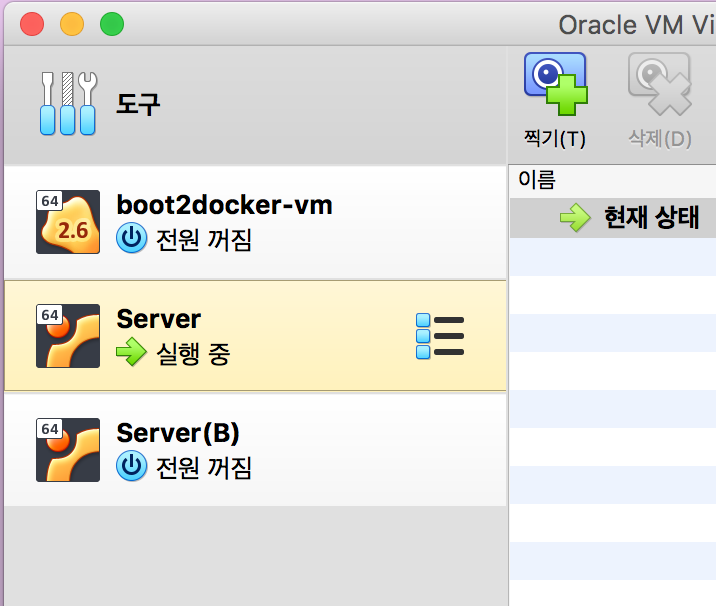 Oracle VM Vi
도구
찍기(T)
삭제(D)
이름
현재 상태
64
2.6
boot2docker-vm
전원 꺼짐
64
Server
실행 중
64
Server(B)
전원 꺼짐